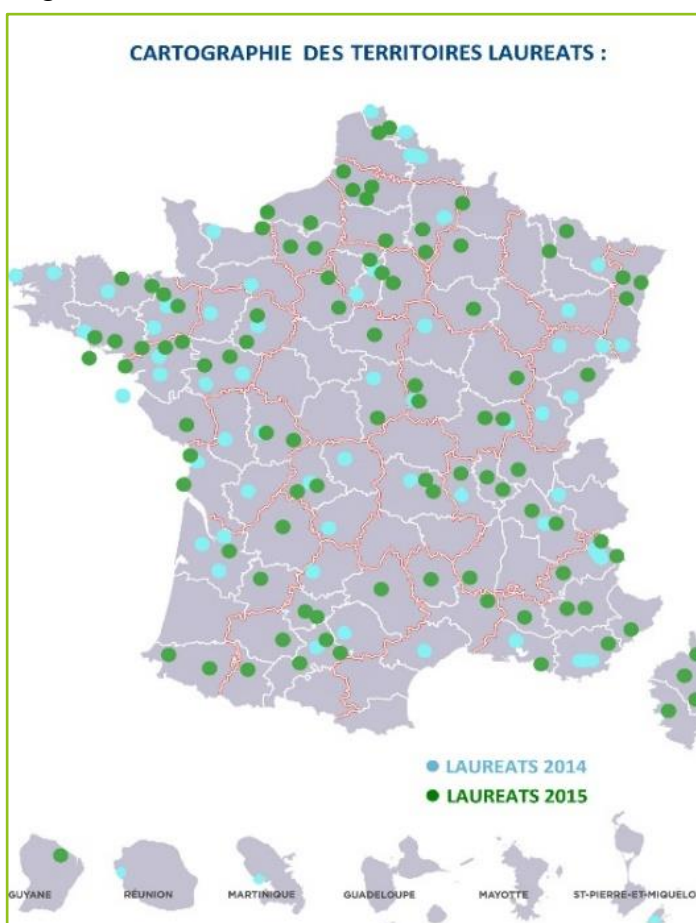 CARTOGRAPHIE DES TERRITOIRES LAUREATS :
LAUREATS 2014
LAUREATS 2015
GUYANE
RÉUNION
MARTINIQUE
GUADELOUPE
MAYOTTE
ST-PIERRE-ET-MIQUELO